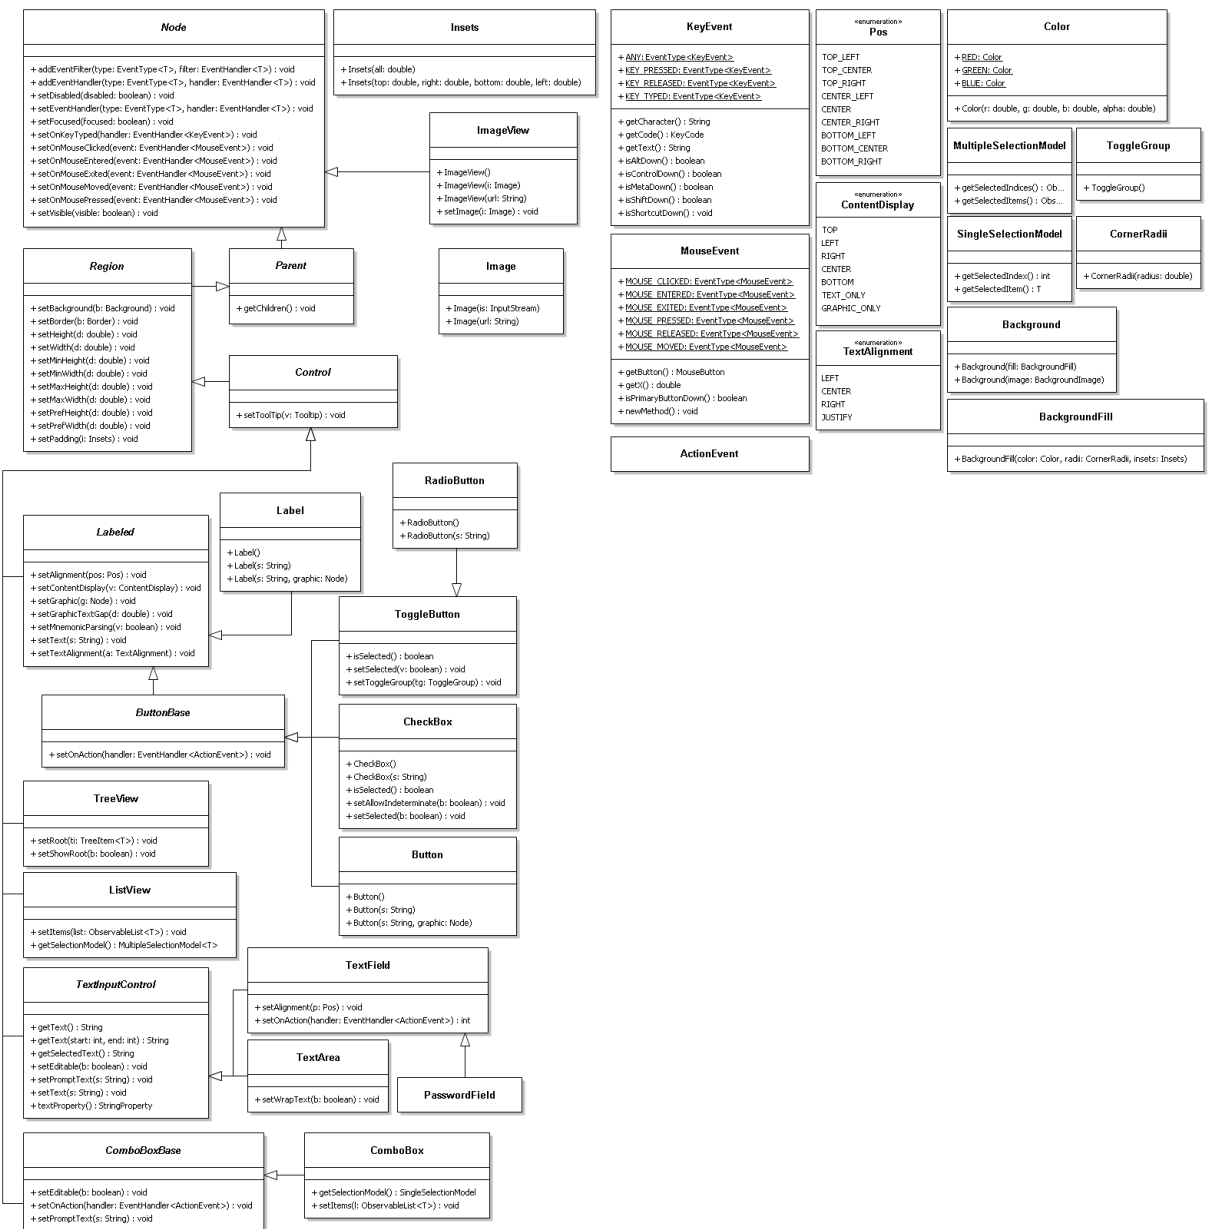 Node
+ addEventFilter(type: EventType<T>, filter: EventHandler<T>) : void
+ addEventHandler(type: EventType<T>, handler: EventHandler<T>) : void
+ setDisabled(disabled: boolean) : void
+ setEventHandler(type: EventType<T>, handler: EventHandler<T>) : void
+ setFocused(focused: boolean) : void
+ setOnKeyTyped(handler: EventHandler<KeyEvent>) : void
+ setOnMouseClicked(event: EventHandler<MouseEvent>) : void
+ setOnMouseEntered(event: EventHandler<MouseEvent>) : void
+ setOnMouseExited(event: EventHandler<MouseEvent>) : void
+ setOnMouseMoved(event: EventHandler<MouseEvent>) : void
+ setOnMousePressed(event: EventHandler<MouseEvent>) : void
+ setVisible(visible: boolean) : void
Insets
+ Insets(all: double)
+ Insets(top: double, right: double, bottom: double, left: double)
ImageView
+ ImageView()
+ ImageView(i: Image)
+ ImageView(url: String)
+ setImage(i: Image) : void
Region
+ setBackground(b: Background) : void
+ setBorder(b: Border) : void
+ setHeight(d: double) : void
+ setWidth(d: double) : void
+ setMinHeight(d: double) : void
+ setMinWidth(d: double) : void
+ setMaxHeight(d: double) : void
+ setMaxWidth(d: double) : void
+ setPrefHeight(d: double) : void
+ setPrefWidth(d: double) : void
+ setPadding(i: Insets) : void
Parent
+ getChildren() : void
Image
+ Image(is: InputStream)
+ Image(url: String)
Control
+ setToolTip(v: Tooltip) : void
KeyEvent
+ ANY: EventType<KeyEvent>
+ KEY_PRESSED: EventType<KeyEvent>
+ KEY_RELEASED: EventType<KeyEvent>
+ KEY_TYPED: EventType<KeyEvent>
+ getCharacter() : String
+ getCode() : KeyCode
+ getText() : String
+ isAltDown() : boolean
+ isControlDown() : boolean
+ isMetaDown() : boolean
+ isShiftDown() : boolean
+ isShortcutDown() : void
MouseEvent
+ MOUSE_CLICKED: EventType<MouseEvent>
+ MOUSE_ENTERED: EventType<MouseEvent>
+ MOUSE_EXITED: EventType<MouseEvent>
+ MOUSE_PRESSED: EventType<MouseEvent>
+ MOUSE_RELEASED: EventType<MouseEvent>
+ MOUSE_MOVED: EventType<MouseEvent>
+ getButton() : MouseButton
+ getX() : double
+ isPrimaryButtonDown() : boolean
+ newMethod() : void
ActionEvent
«enumeration»
Pos
TOP_LEFT
TOP_CENTER
TOP_RIGHT
CENTER_LEFT
CENTER
CENTER_RIGHT
BOTTOM_LEFT
BOTTOM_CENTER
BOTTOM_RIGHT
«enumeration»
ContentDisplay
TOP
LEFT
RIGHT
CENTER
BOTTOM
TEXT_ONLY
GRAPHIC_ONLY
«enumeration»
TextAlignment
LEFT
CENTER
RIGHT
JUSTIFY
Color
+ RED: Color
+ GREEN: Color
+ BLUE: Color
+ Color(r: double, g: double, b: double, alpha: double)
MultipleSelectionModel
+ getSelectedIndices() : Ob...
+ getSelectedItems() : Obs...
ToggleGroup
+ ToggleGroup()
SingleSelectionModel
+ getSelectedIndex() : int
+ getSelectedItem() : T
CornerRadii
+ CornerRadii(radius: double)
Background
+ Background(fill: BackgroundFill)
+ Background(image: BackgroundImage)
BackgroundFill
+ BackgroundFill(color: Color, radii: CornerRadii, insets: Insets)
Labeled
+ setAlignment(pos: Pos) : void
+ setContentDisplay(v: ContentDisplay) : void
+ setGraphic(g: Node) : void
+ setGraphicTextGap(d: double) : void
+ setMnemonicParsing(v: boolean) : void
+ setText(s: String) : void
+ setTextAlignment(a: TextAlignment) : void
Label
+ Label()
+ Label(s: String)
+ Label(s: String, graphic: Node)
RadioButton
+ RadioButton()
+ RadioButton(s: String)
ToggleButton
+ isSelected() : boolean
+ setSelected(v: boolean) : void
+ setToggleGroup(tg: ToggleGroup) : void
ButtonBase
+ setOnAction(handler: EventHandler<ActionEvent>) : void
CheckBox
+ CheckBox()
+ CheckBox(s: String)
+ isSelected() : boolean
+ setAllowIndeterminate(b: boolean) : void
+ setSelected(b: boolean) : void
TreeView
+ setRoot(ti: TreeItem<T>) : void
+ setShowRoot(b: boolean) : void
Button
+ Button()
+ Button(s: String)
+ Button(s: String, graphic: Node)
ListView
+ setItems(list: ObservableList<T>) : void
+ getSelectionModel() : MultipleSelectionModel<T>
TextInputControl
+ getText() : String
+ getText(start: int, end: int) : String
+ getSelectedText() : String
+ setEditable(b: boolean) : void
+ setPromptText(s: String) : void
+ setText(s: String) : void
+ textProperty() : StringProperty
TextField
+ setAlignment(p: Pos) : void
+ setOnAction(handler: EventHandler<ActionEvent>) : int
TextArea
+ setWrapText(b: boolean) : void
PasswordField
ComboBoxBase
+ setEditable(b: boolean) : void
+ setOnAction(handler: EventHandler<ActionEvent>) : void
+ setPromptText(s: String) : void
ComboBox
+ getSelectionModel() : SingleSelectionModel
+ setItems(l: ObservableList<T>) : void